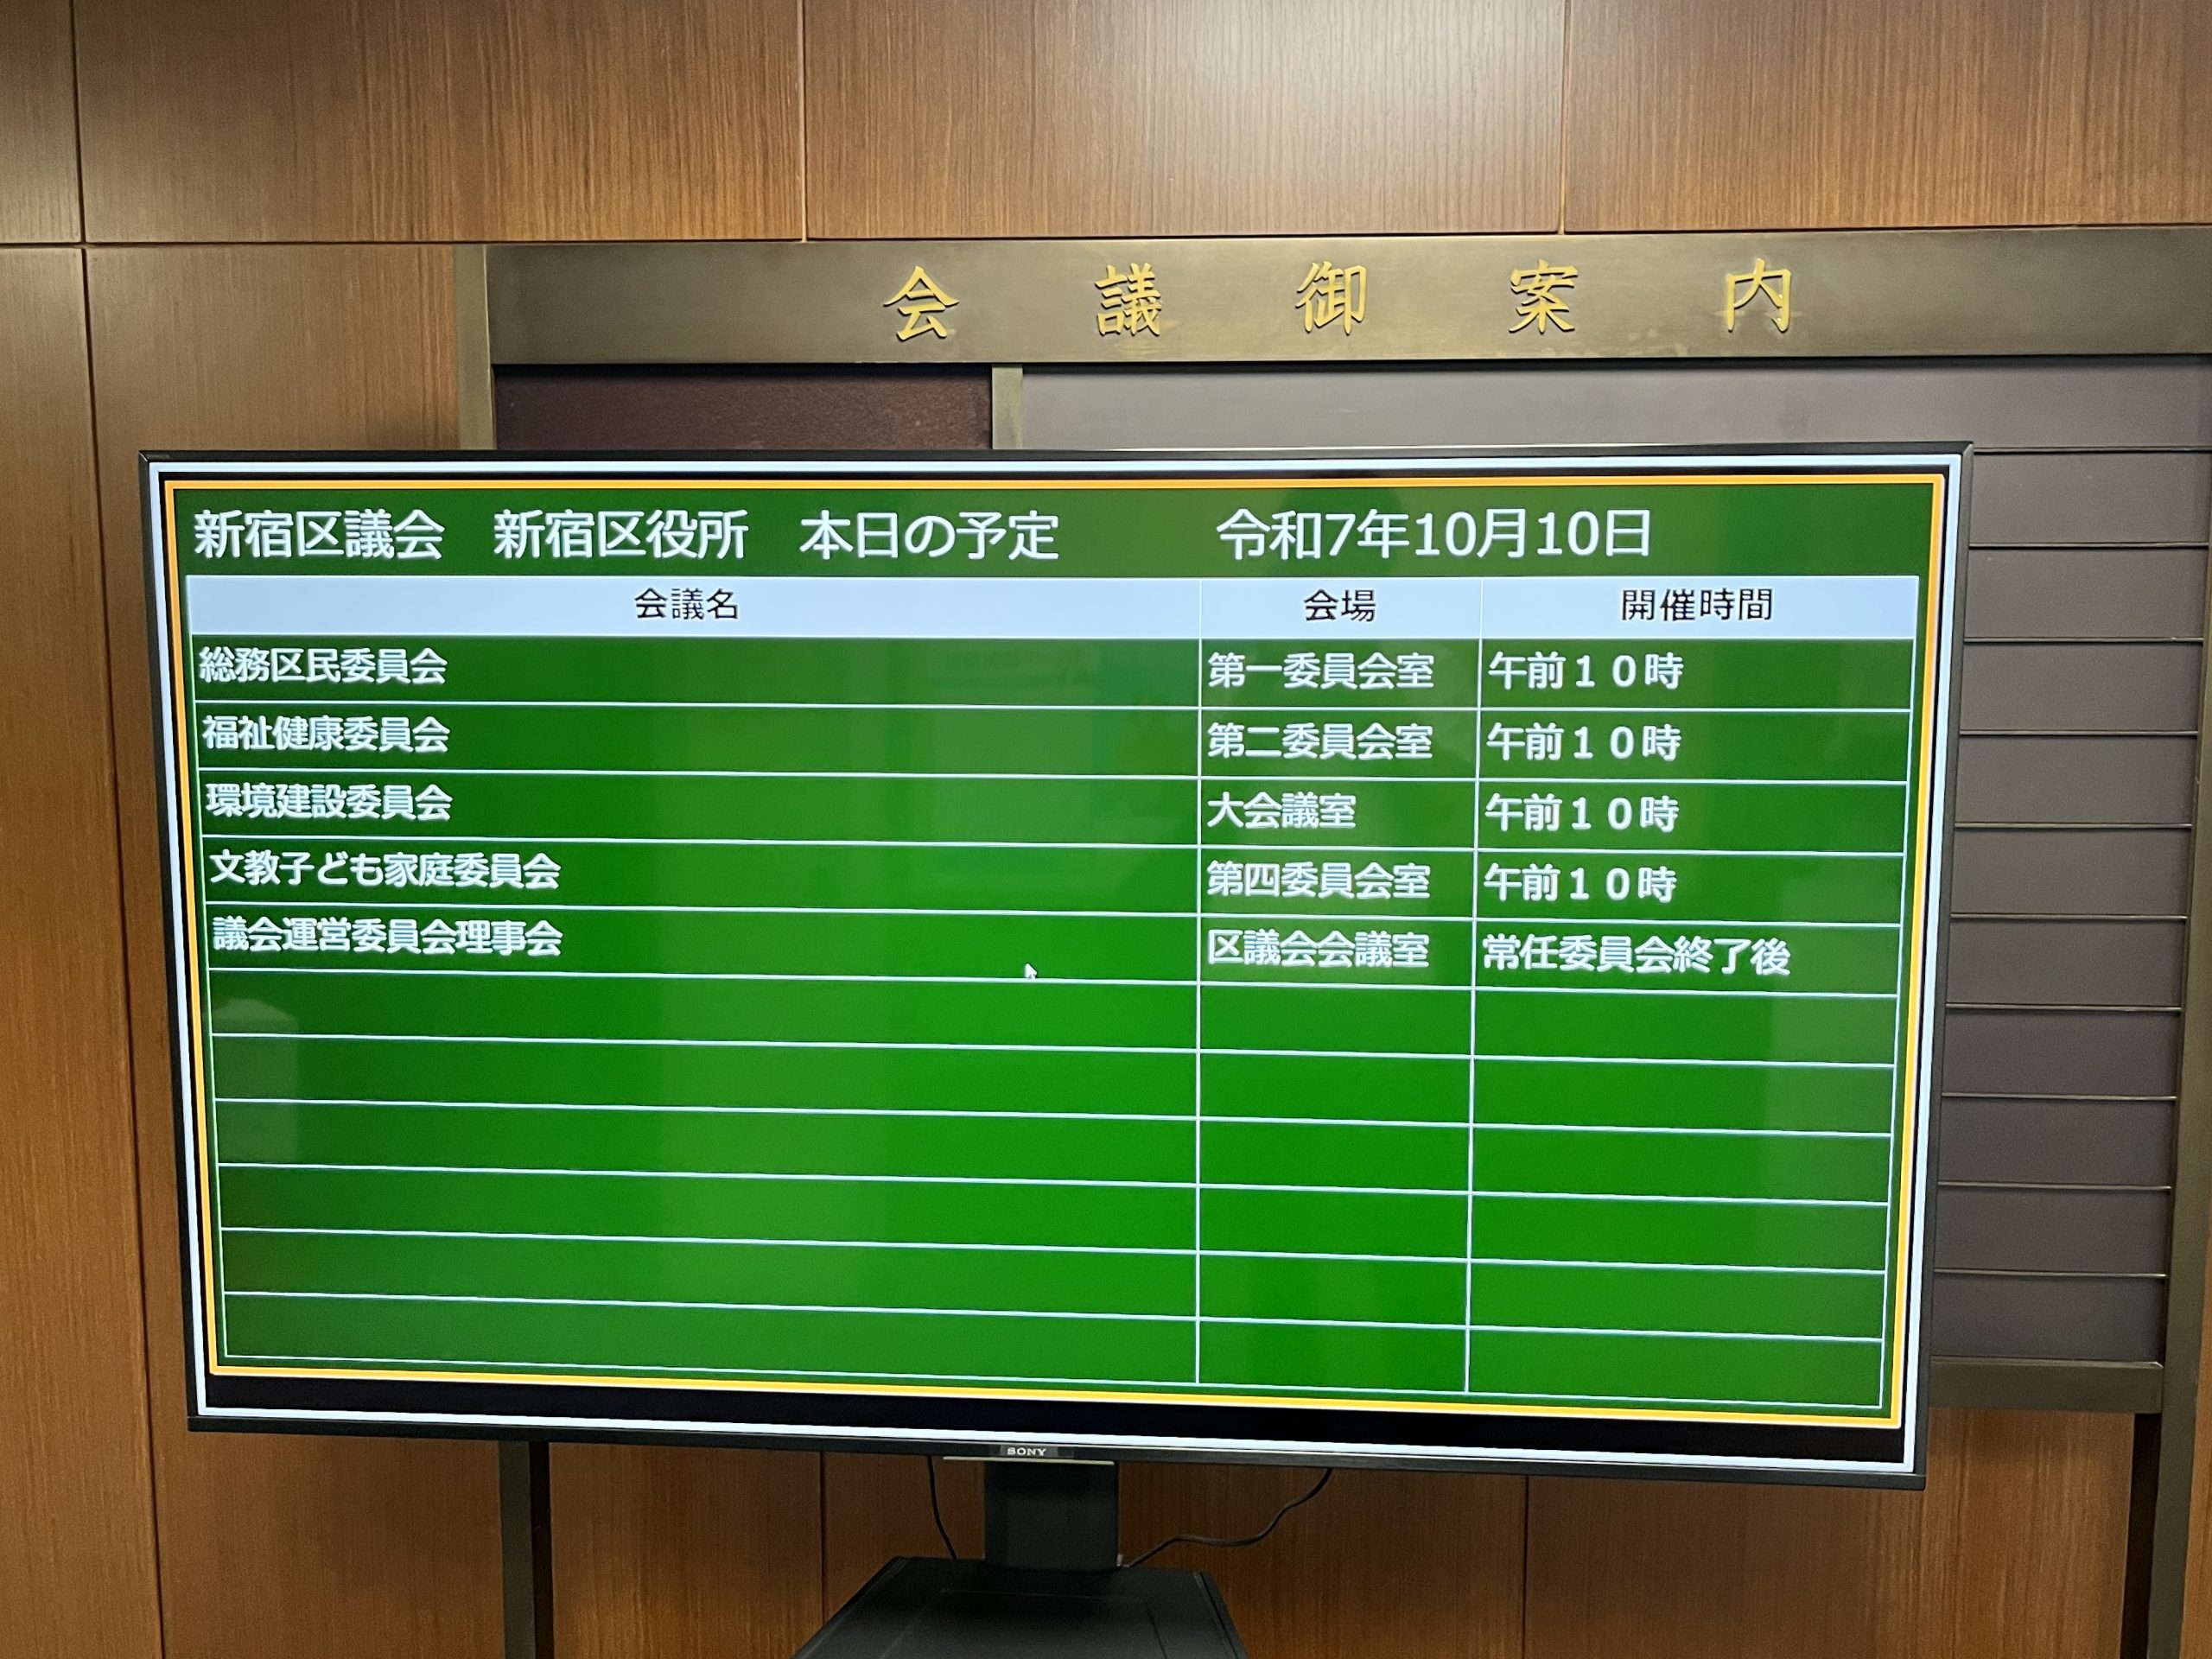 会議御案内
新宿区議会　新宿区役所　本日の予定　令和7年10月10日
会議名　会場　開催時間
総務区民委員会　第一委員会室　午前１０時
福祉健康委員会　第二委員会室　午前１０時
環境建設委員会　大会議室　午前１０時
文教子ども家庭委員会　第四委員会室　午前１０時
議会運営委員会理事会　区議会会議室　常任委員会終了後
SONY